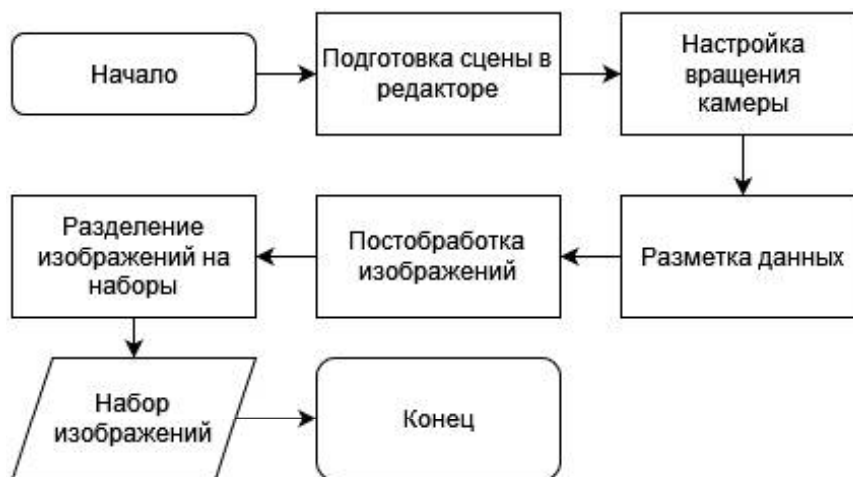 Начало
Подготовка сцены в
редакторе
Настройка
вращения
камеры
Разметка данных
Постобработка
изображений
Разделение
изображений на
наборы
Набор
изображений
Конец